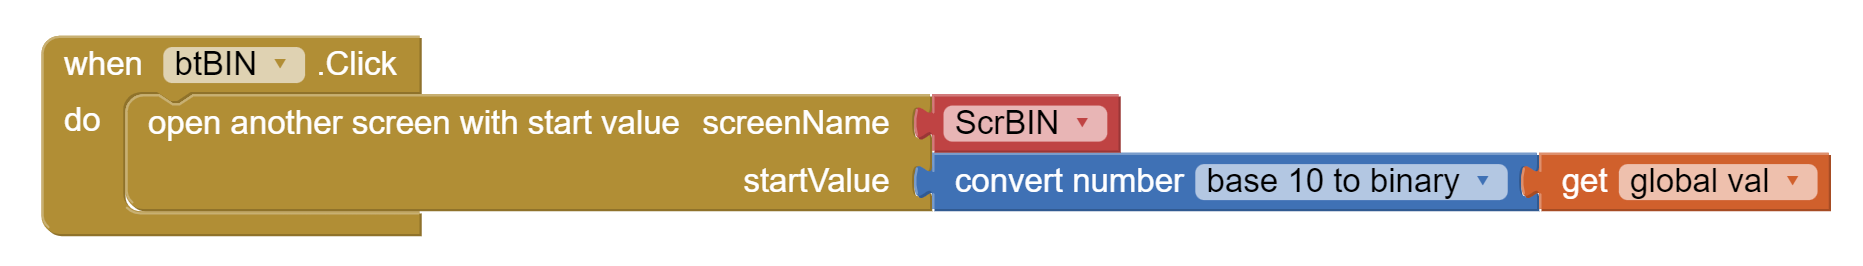 when btBIN .Click
do open another screen with start value screenName ScrBIN
startValue convert number base 10 to binary get global val